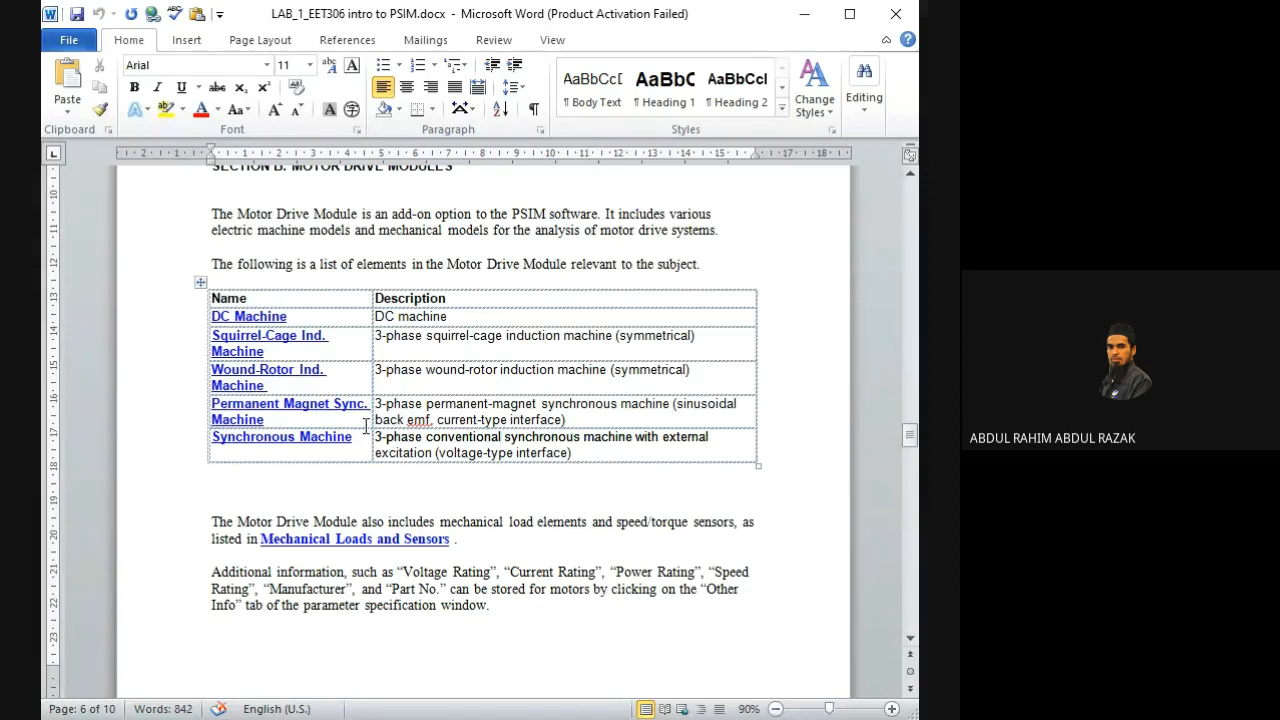 LAB_1_EET306 intro to PSIM.docx - Microsoft Word (Product Activation Failed)
File Home Insert Page Layout References Mailings Review View
Arial 11
Paste
AaBbCcD AaBbC AaBbCcI
¶ Body Text ¶ Heading 1 ¶ Heading 2
Change Styles
Editing
Clipboard Font Paragraph Styles
SECTION B: MOTOR DRIVE MODULES
The Motor Drive Module is an add-on option to the PSIM software. It includes various
electric machine models and mechanical models for the analysis of motor drive systems.
The following is a list of elements in the Motor Drive Module relevant to the subject.
Name Description
DC Machine DC machine
Squirrel-Cage Ind. Machine 3-phase squirrel-cage induction machine (symmetrical)
Wound-Rotor Ind. Machine 3-phase wound-rotor induction machine (symmetrical)
Permanent Magnet Sync. 3-phase permanent-magnet synchronous machine (sinusoidal
Machine back emf, current-type interface)
Synchronous Machine 3-phase conventional synchronous machine with external
excitation (voltage-type interface)
The Motor Drive Module also includes mechanical load elements and speed/torque sensors, as
listed in Mechanical Loads and Sensors .
Additional information, such as “Voltage Rating”, “Current Rating”, “Power Rating”, “Speed
Rating”, “Manufacturer”, and “Part No.” can be stored for motors by clicking on the “Other
Info” tab of the parameter specification window.
Page: 6 of 10 Words: 842 English (U.S.) 90%
ABDUL RAHIM ABDUL RAZAK